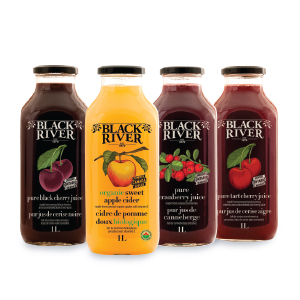 BLACK
RIVER
pure black cherry juice
pur jus de cerise noire
1L
BLACK
RIVER
organic sweet
apple cider
cidre de pomme
doux biologique
1L
BLACK
RIVER
pure
cranberry juice
pur jus de
canneberge
1L
BLACK
RIVER
pure tart cherry juice
pur jus de cerise aigre
1L